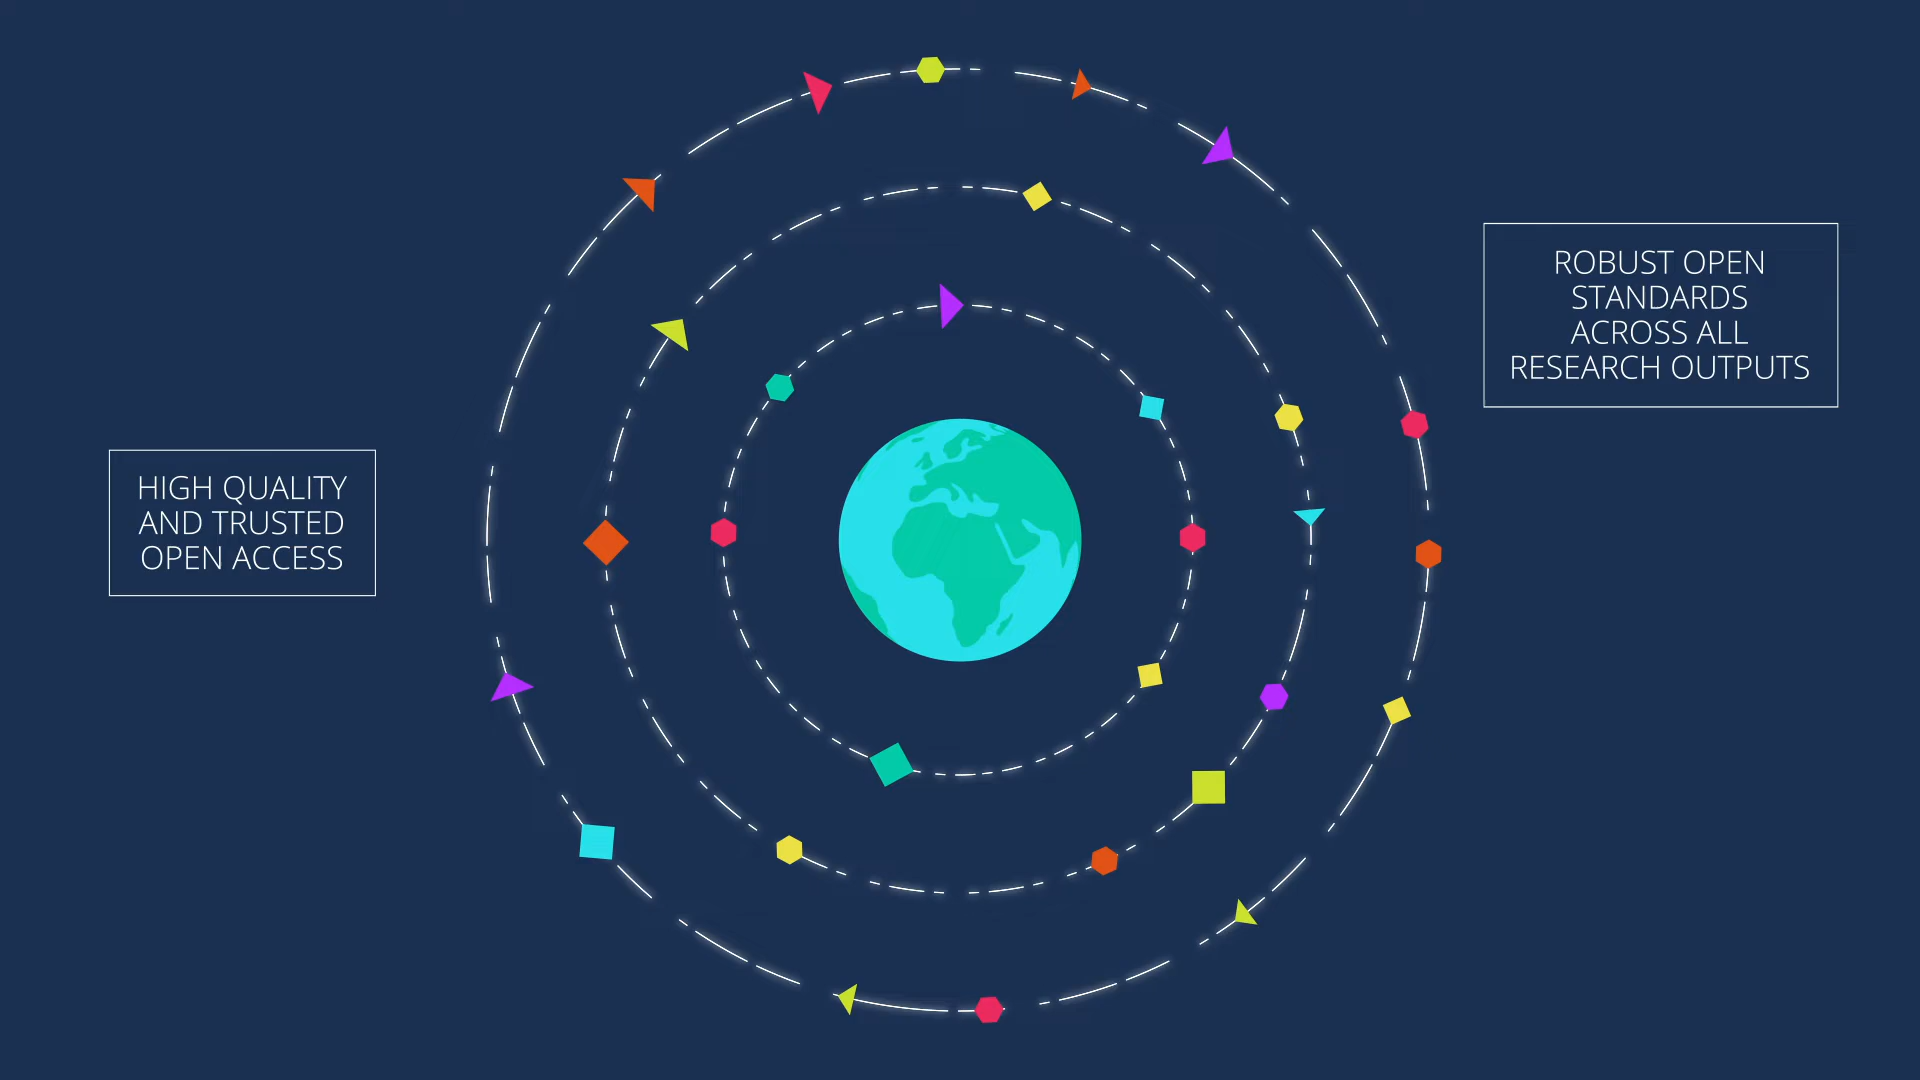 HIGH QUALITY
AND TRUSTED
OPEN ACCESS
ROBUST OPEN
STANDARDS
ACROSS ALL
RESEARCH OUTPUTS